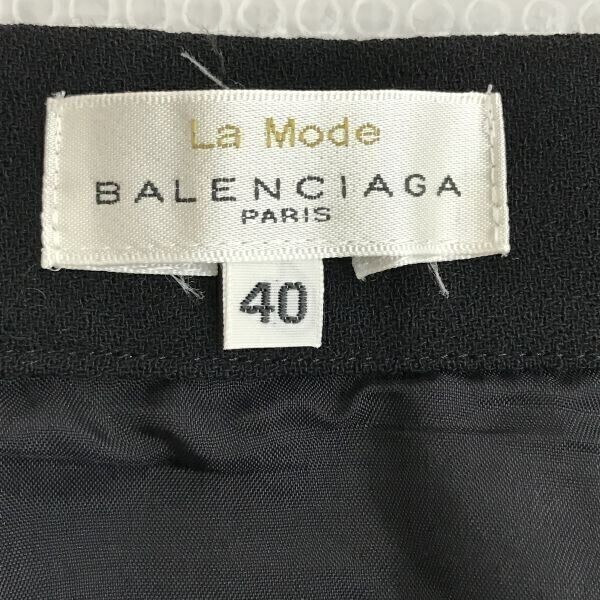 La Mode
BALENCIAGA
PARIS
40